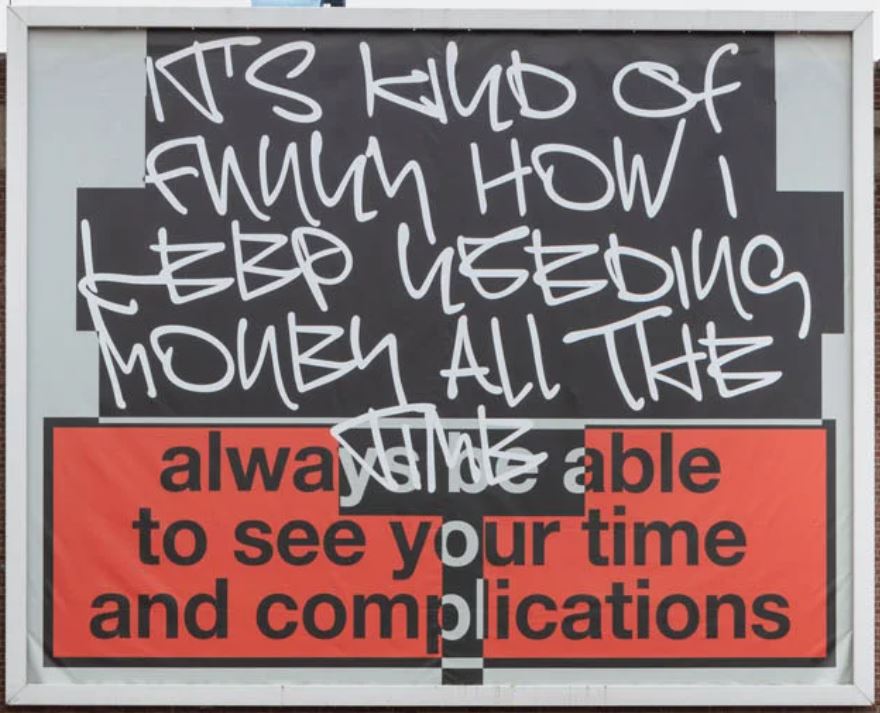 IT'S KIND Of
FUNNY HOW i
KEEP NEEDING
MONEY ALL THE
TIME
always be able
to see your time
and complications